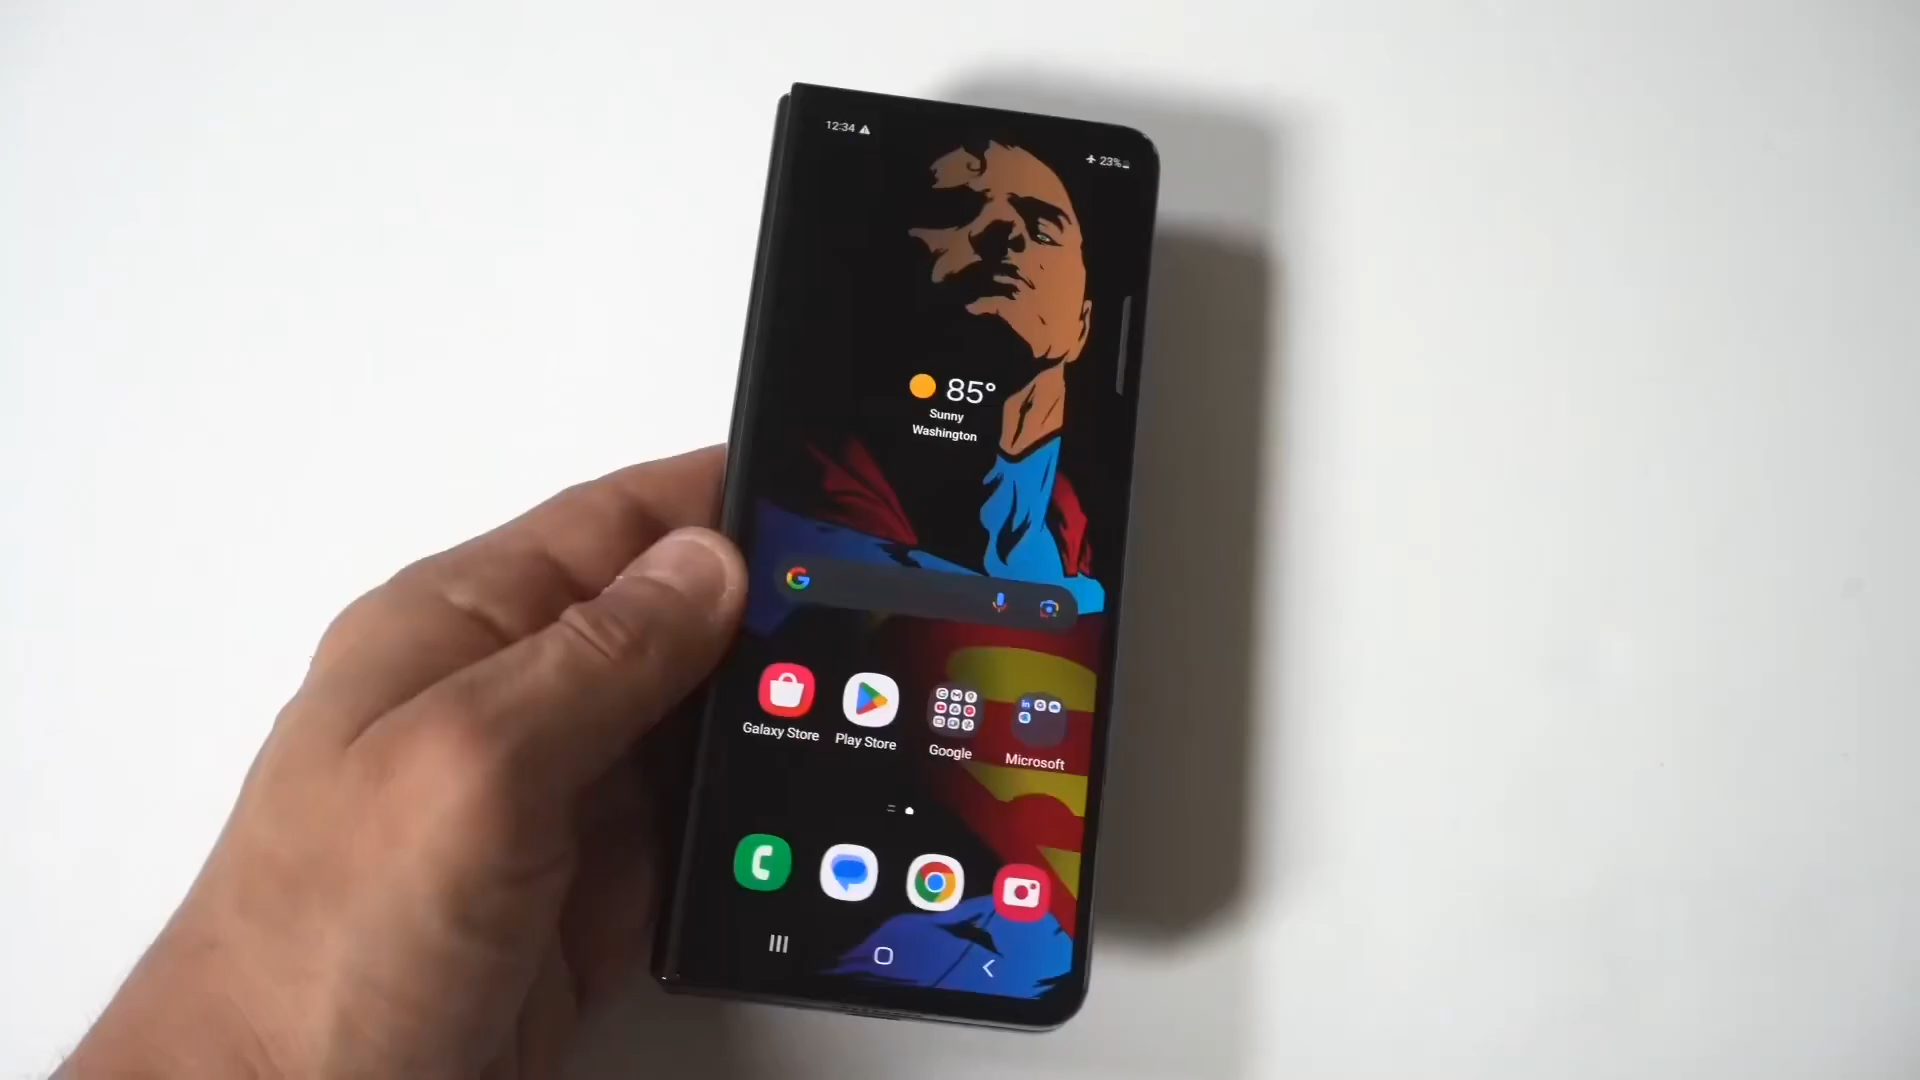 12:34
23%
85°
Sunny
Washington
Galaxy Store
Play Store
Google
Microsoft